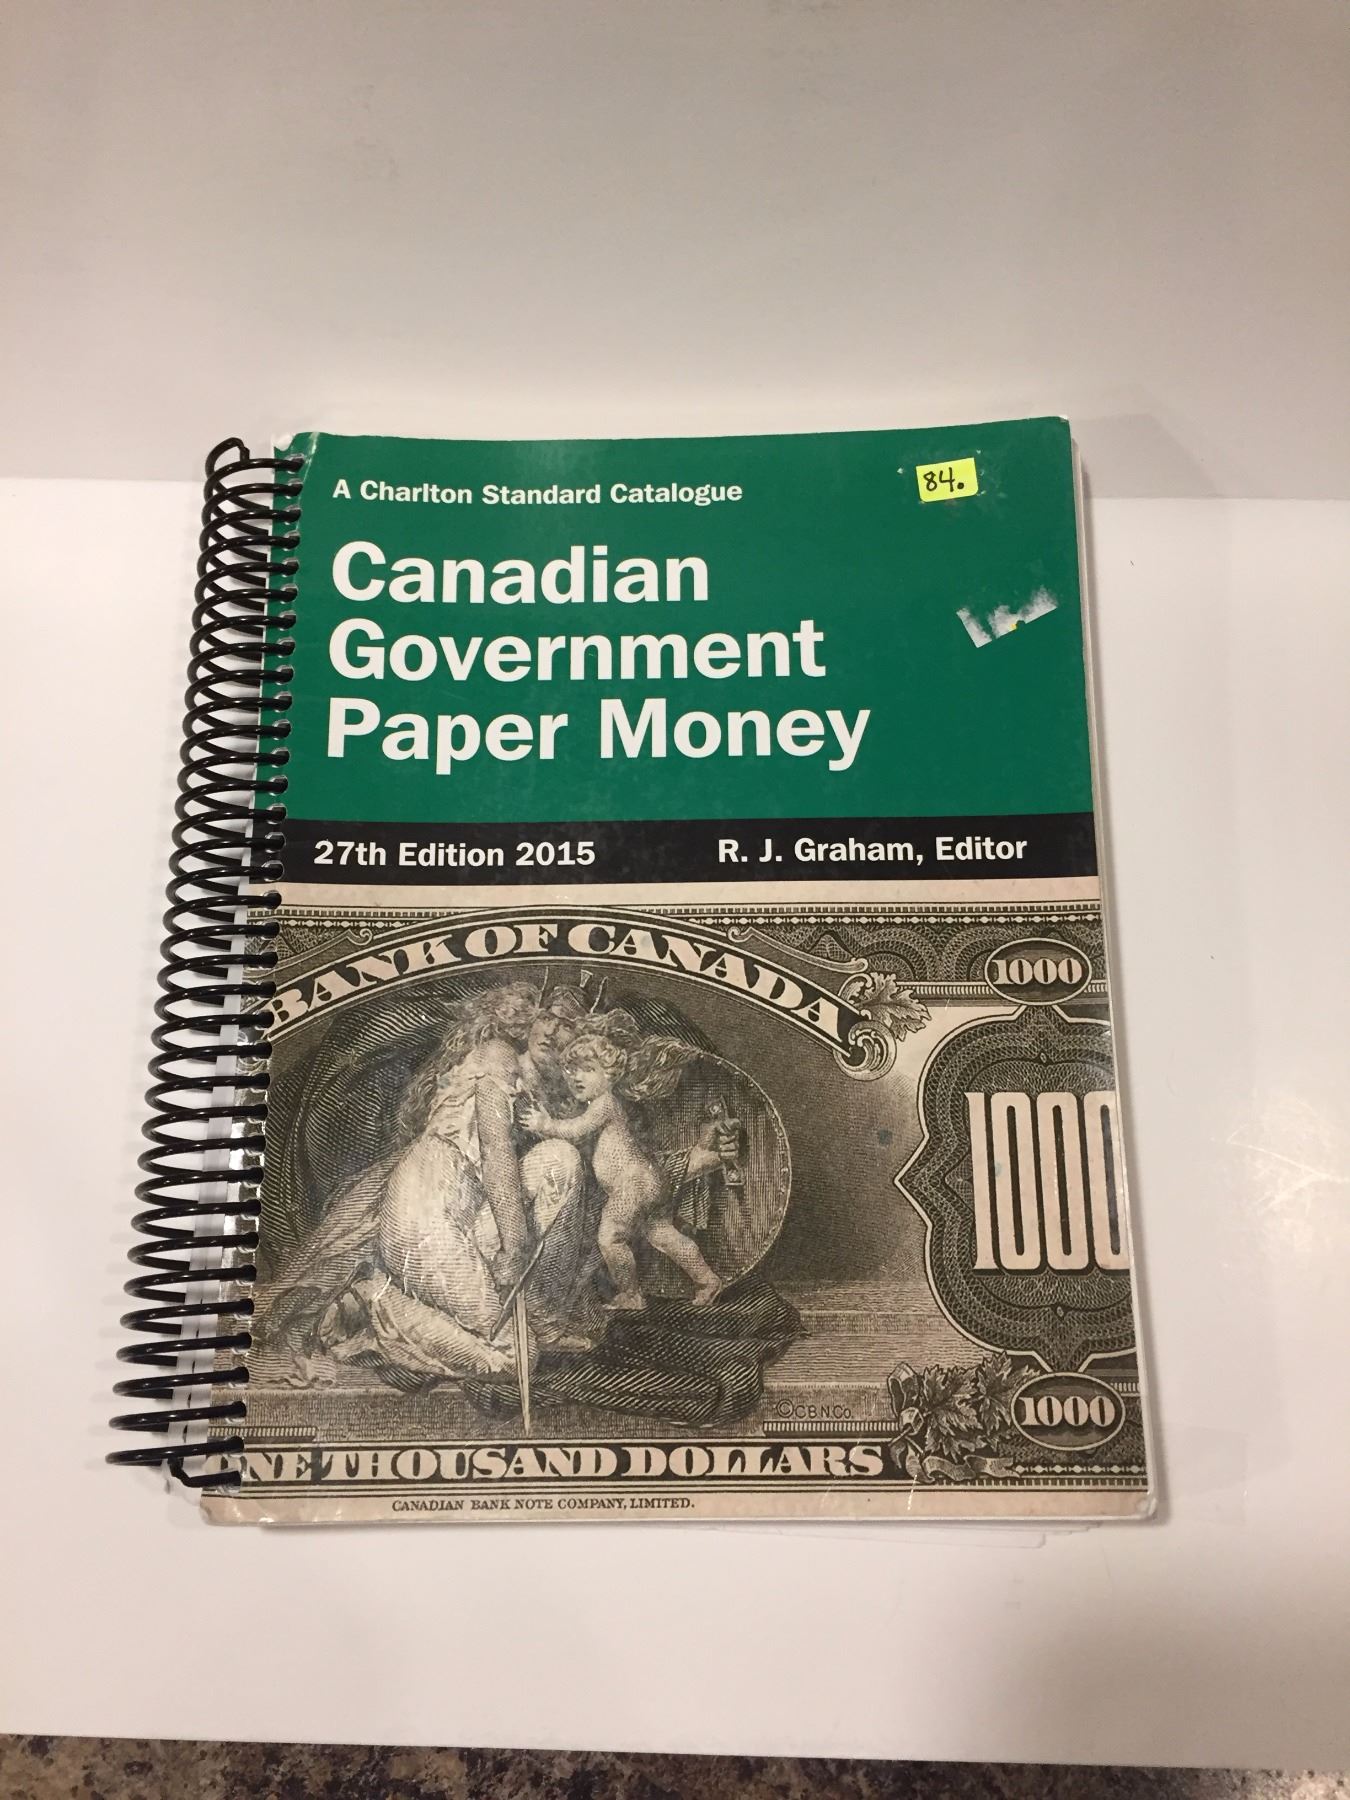 A Charlton Standard Catalogue
84.
Canadian
Government
Paper Money
27th Edition 2015
R. J. Graham, Editor
BANK OF CANADA
1000
1000
©C.B.N.Co.
1000
ONE THOUSAND DOLLARS
CANADIAN BANK NOTE COMPANY, LIMITED.